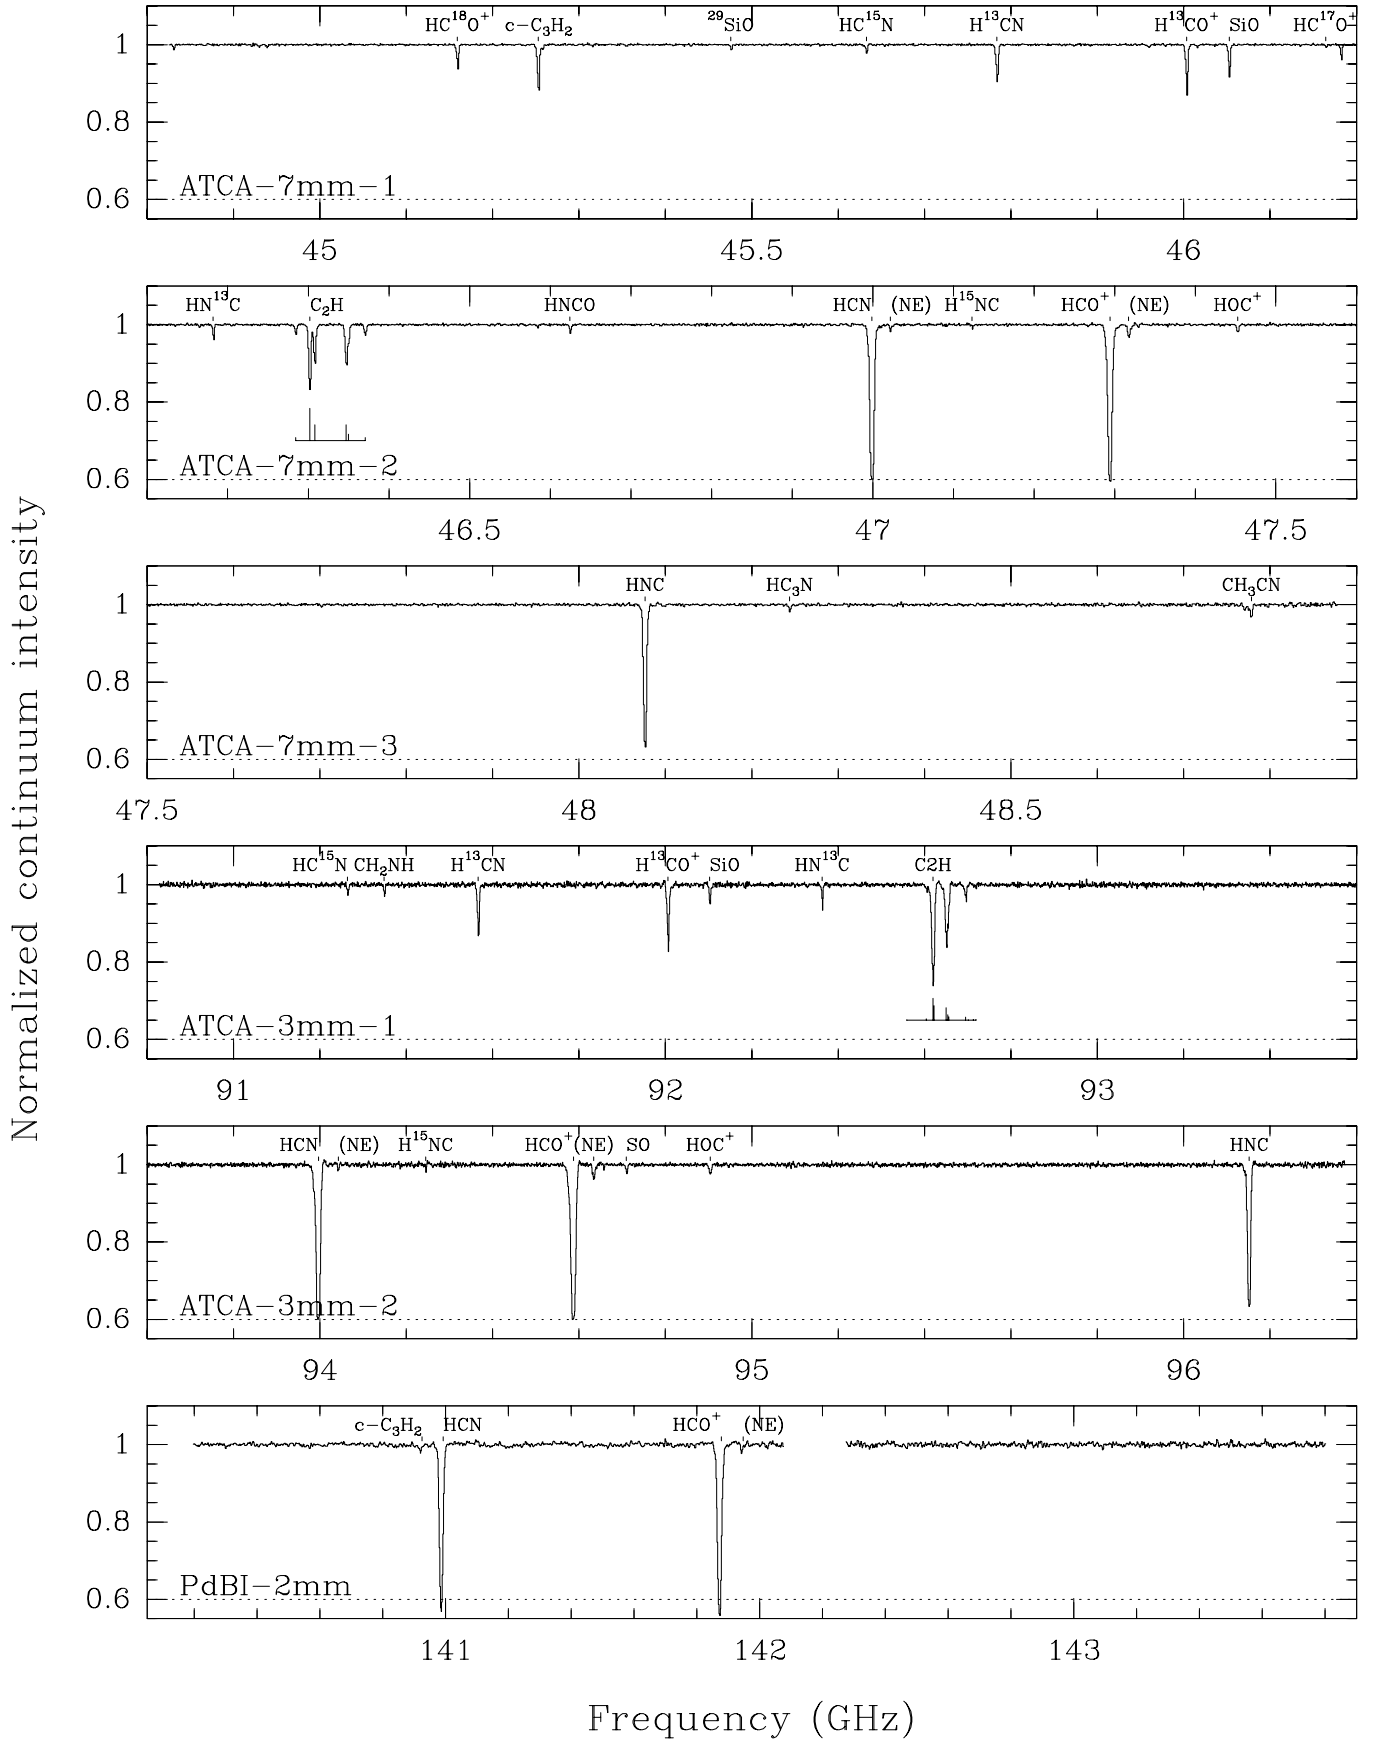 Normalized continuum intensity
HC¹⁸O⁺ c−C₃H₂ ²⁹SiO HC¹⁵N H¹³CN H¹³CO⁺ SiO HC¹⁷O⁺
1
0.8
0.6
ATCA−7mm−1
45 45.5 46
HN¹³C C₂H HNCO HCN (NE) H¹⁵NC HCO⁺ (NE) HOC⁺
1
0.8
0.6
ATCA−7mm−2
46.5 47 47.5
HNC HC₃N CH₃CN
1
0.8
0.6
ATCA−7mm−3
47.5 48 48.5
HC¹⁵N CH₂NH H¹³CN H¹³CO⁺ SiO HN¹³C C2H
1
0.8
0.6
ATCA−3mm−1
91 92 93
HCN (NE) H¹⁵NC HCO⁺(NE) SO HOC⁺ HNC
1
0.8
0.6
ATCA−3mm−2
94 95 96
c−C₃H₂ HCN HCO⁺ (NE)
1
0.8
0.6
PdBI−2mm
141 142 143
Frequency (GHz)